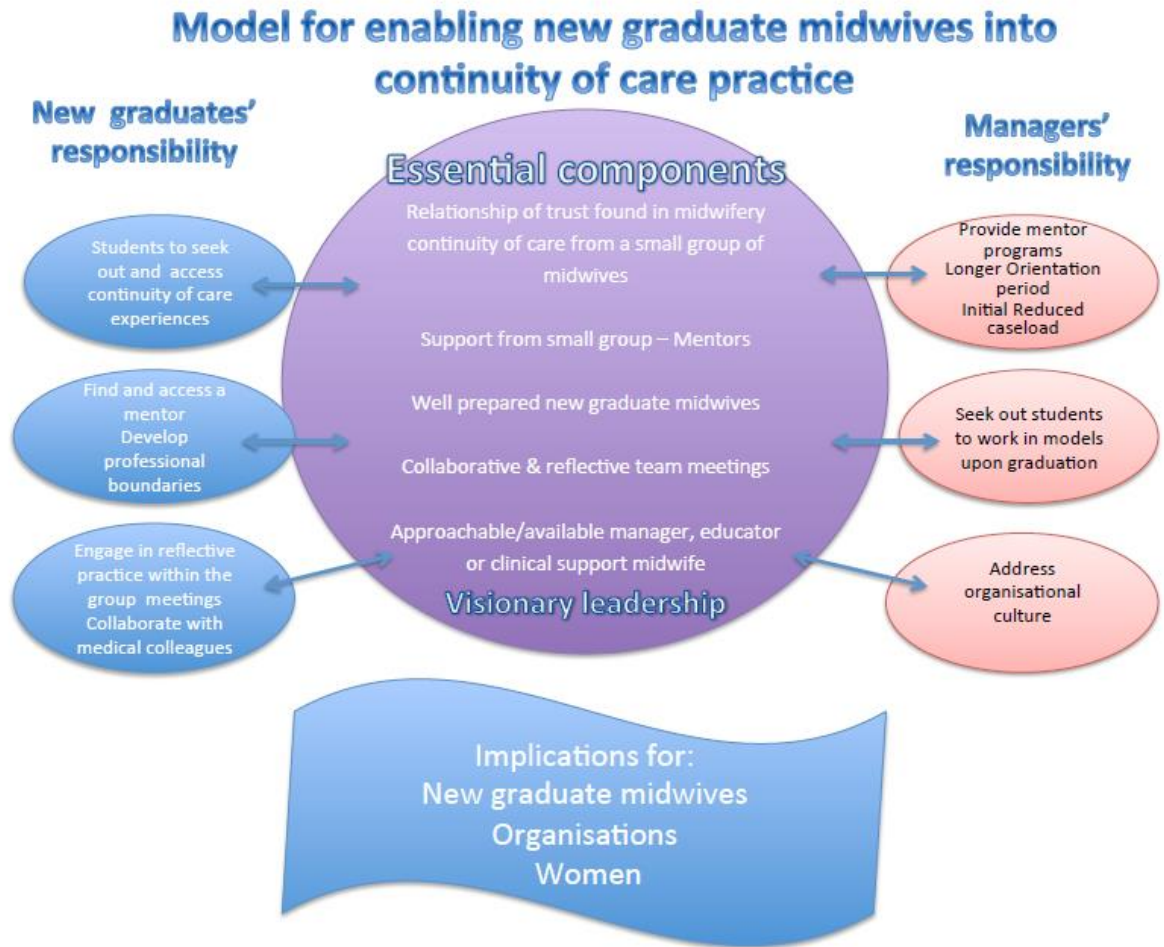 Model for enabling new graduate midwives into
continuity of care practice
New graduates'
responsibility
Students to seek
out and access
continuity of care
experiences
Find and access a
mentor
Develop
professional
boundaries
Engage in reflective
practice within the
group meetings
Collaborate with
medical colleagues
Essential components
Relationship of trust found in midwifery
continuity of care from a small group of
midwives
Support from small group – Mentors
Well prepared new graduate midwives
Collaborative & reflective team meetings
Approachable/available manager, educator
or clinical support midwife
Visionary leadership
Managers'
responsibility
Provide mentor
programs
Longer Orientation
period
Initial Reduced
caseload
Seek out students
to work in models
upon graduation
Address
organisational
culture
Implications for:
New graduate midwives
Organisations
Women